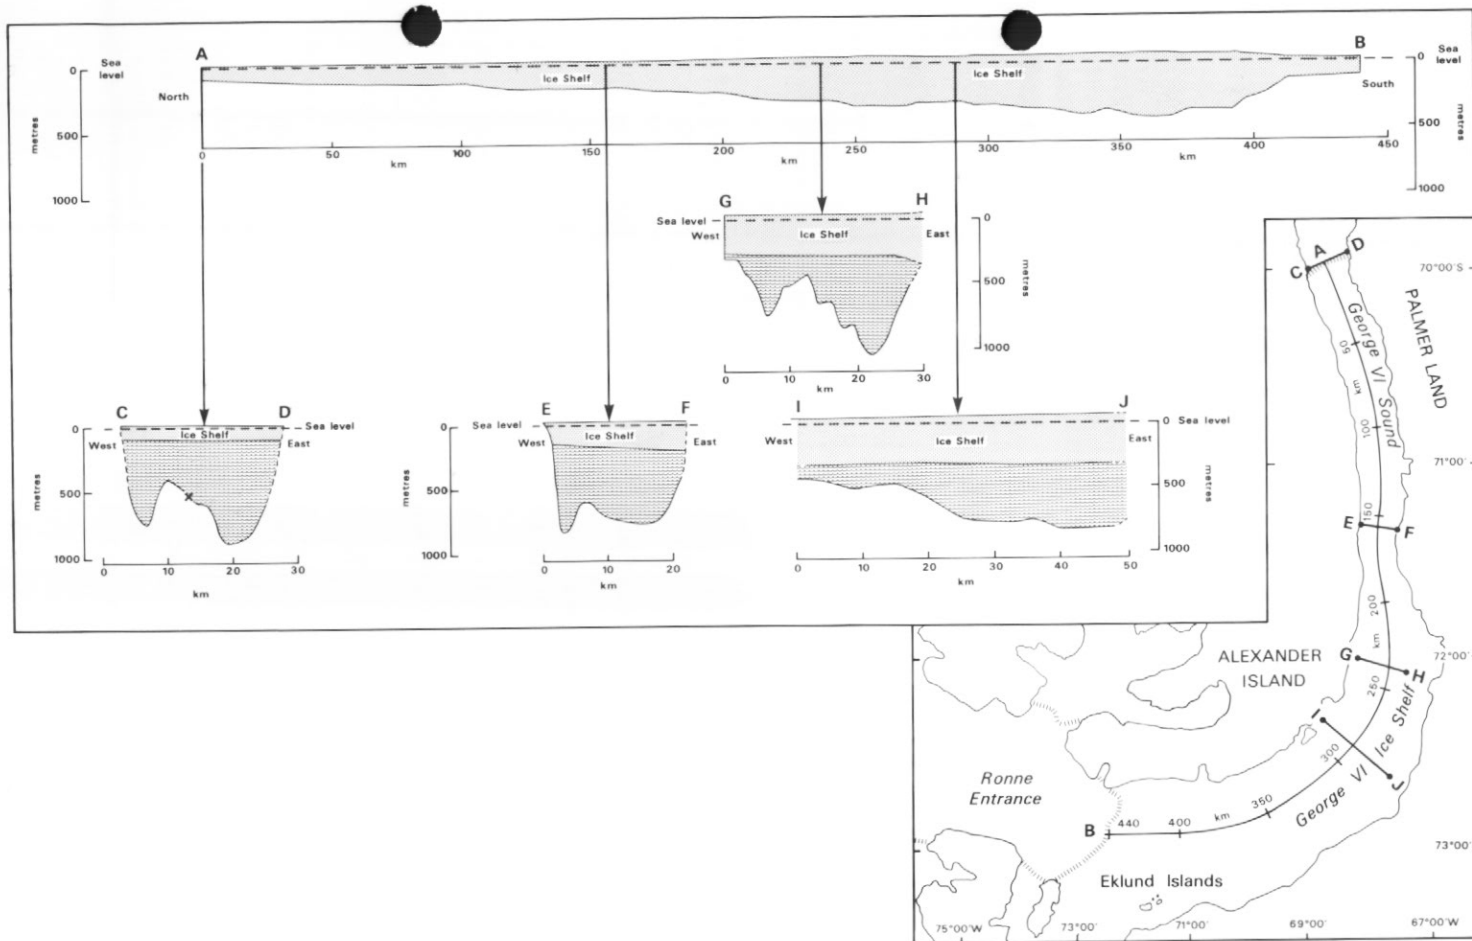 A
B
Sea level
0
500
1000
metres
North
Ice Shelf
Ice Shelf
South
Sea level
0
500
1000
metres
0 50 100 150 200 250 300 350 400 450
km
km
G H
Sea level
West
Ice Shelf
East
0
500
1000
metres
0 10 20 30
km
C D
Sea level
West
Ice Shelf
East
0
500
1000
metres
0 10 20 30
km
E F
Sea level
West
Ice Shelf
East
0
500
1000
metres
0 10 20
km
I J
Sea level
West
Ice Shelf
East
0
500
1000
metres
0 10 20 30 40 50
km
C A D
70°00'S
PALMER LAND
George VI Sound
50
km
100
71°00'
150
E F
200
km
ALEXANDER
ISLAND
G H
72°00'
250
I J
George VI Ice Shelf
300
350
km
400
440
B
Ronne
Entrance
73°00'
Eklund Islands
75°00'W 73°00' 71°00' 69°00' 67°00'W